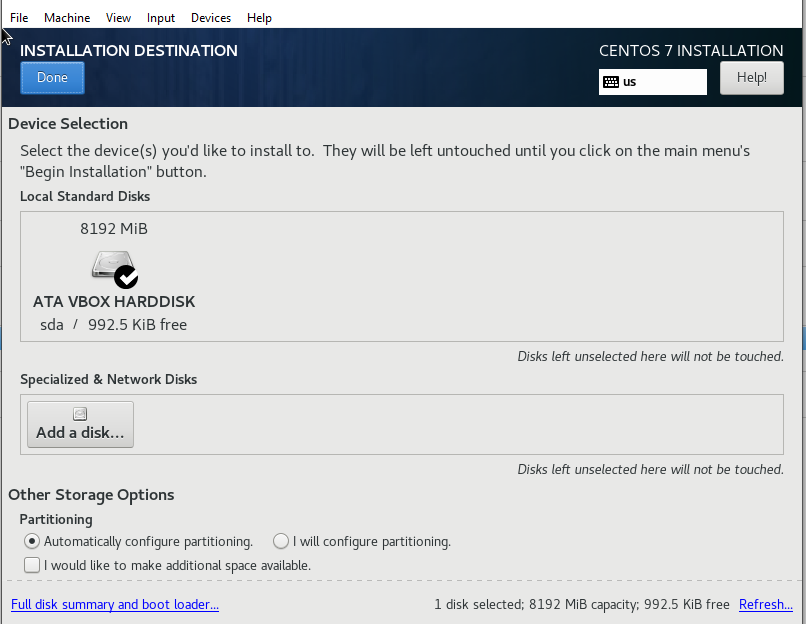 File Machine View Input Devices Help
INSTALLATION DESTINATION
CENTOS 7 INSTALLATION
Done
us
Help!
Device Selection
Select the device(s) you'd like to install to. They will be left untouched until you click on the main menu's
"Begin Installation" button.
Local Standard Disks
8192 MiB
ATA VBOX HARDDISK
sda / 992.5 KiB free
Disks left unselected here will not be touched.
Specialized & Network Disks
Add a disk...
Disks left unselected here will not be touched.
Other Storage Options
Partitioning
Automatically configure partitioning. I will configure partitioning.
I would like to make additional space available.
Full disk summary and boot loader... 1 disk selected; 8192 MiB capacity; 992.5 KiB free Refresh...